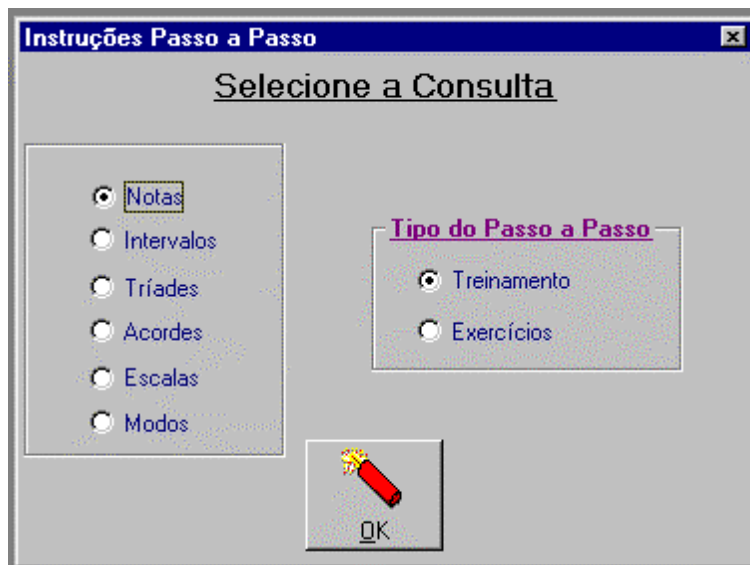 Instruções Passo a Passo
Selecione a Consulta
Notas
Intervalos
Tríades
Acordes
Escalas
Modos
Tipo do Passo a Passo
Treinamento
Exercícios
OK